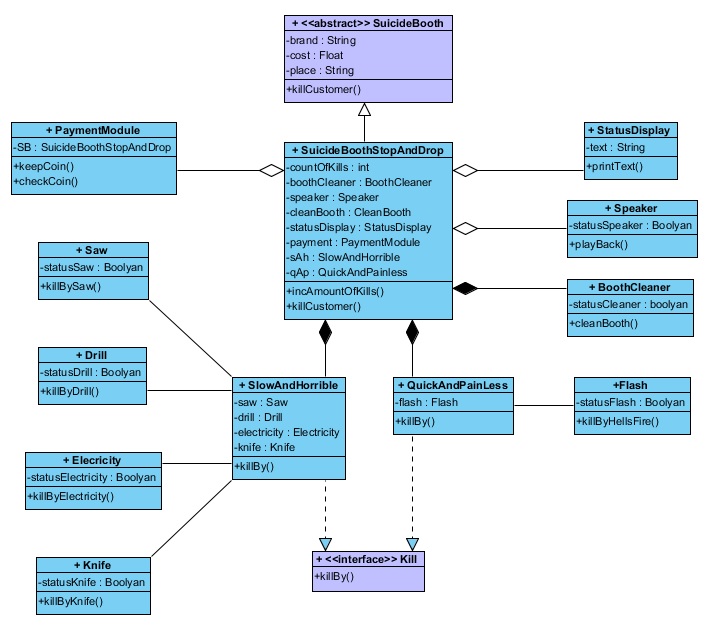 + <<abstract>> SuicideBooth
-brand : String
-cost : Float
-place : String
+killCustomer()
+ PaymentModule
-SB : SuicideBoothStopAndDrop
+keepCoin()
+checkCoin()
+ SuicideBoothStopAndDrop
-countOfKills : int
-boothCleaner : BoothCleaner
-speaker : Speaker
-cleanBooth : CleanBooth
-statusDisplay : StatusDisplay
-payment : PaymentModule
-sAh : SlowAndHorrible
-qAp : QuickAndPainless
+incAmountOfKills()
+killCustomer()
+ StatusDisplay
-text : String
+printText()
+ Speaker
-statusSpeaker : Boolyan
+playBack()
+ BoothCleaner
-statusCleaner : boolyan
+cleanBooth()
+ Saw
-statusSaw : Boolyan
+killBySaw()
+ Drill
-statusDrill : Boolyan
+killByDrill()
+ Elecricity
-statusElectricity : Boolyan
+killByElectricity()
+ Knife
-statusKnife : Boolyan
+killByKnife()
+ SlowAndHorrible
-saw : Saw
-drill : Drill
-electricity : Electricity
-knife : Knife
+killBy()
+ QuickAndPainLess
-flash : Flash
+killBy()
+Flash
-statusFlash : Boolyan
+killByHellsFire()
+ <<interface>> Kill
+killBy()